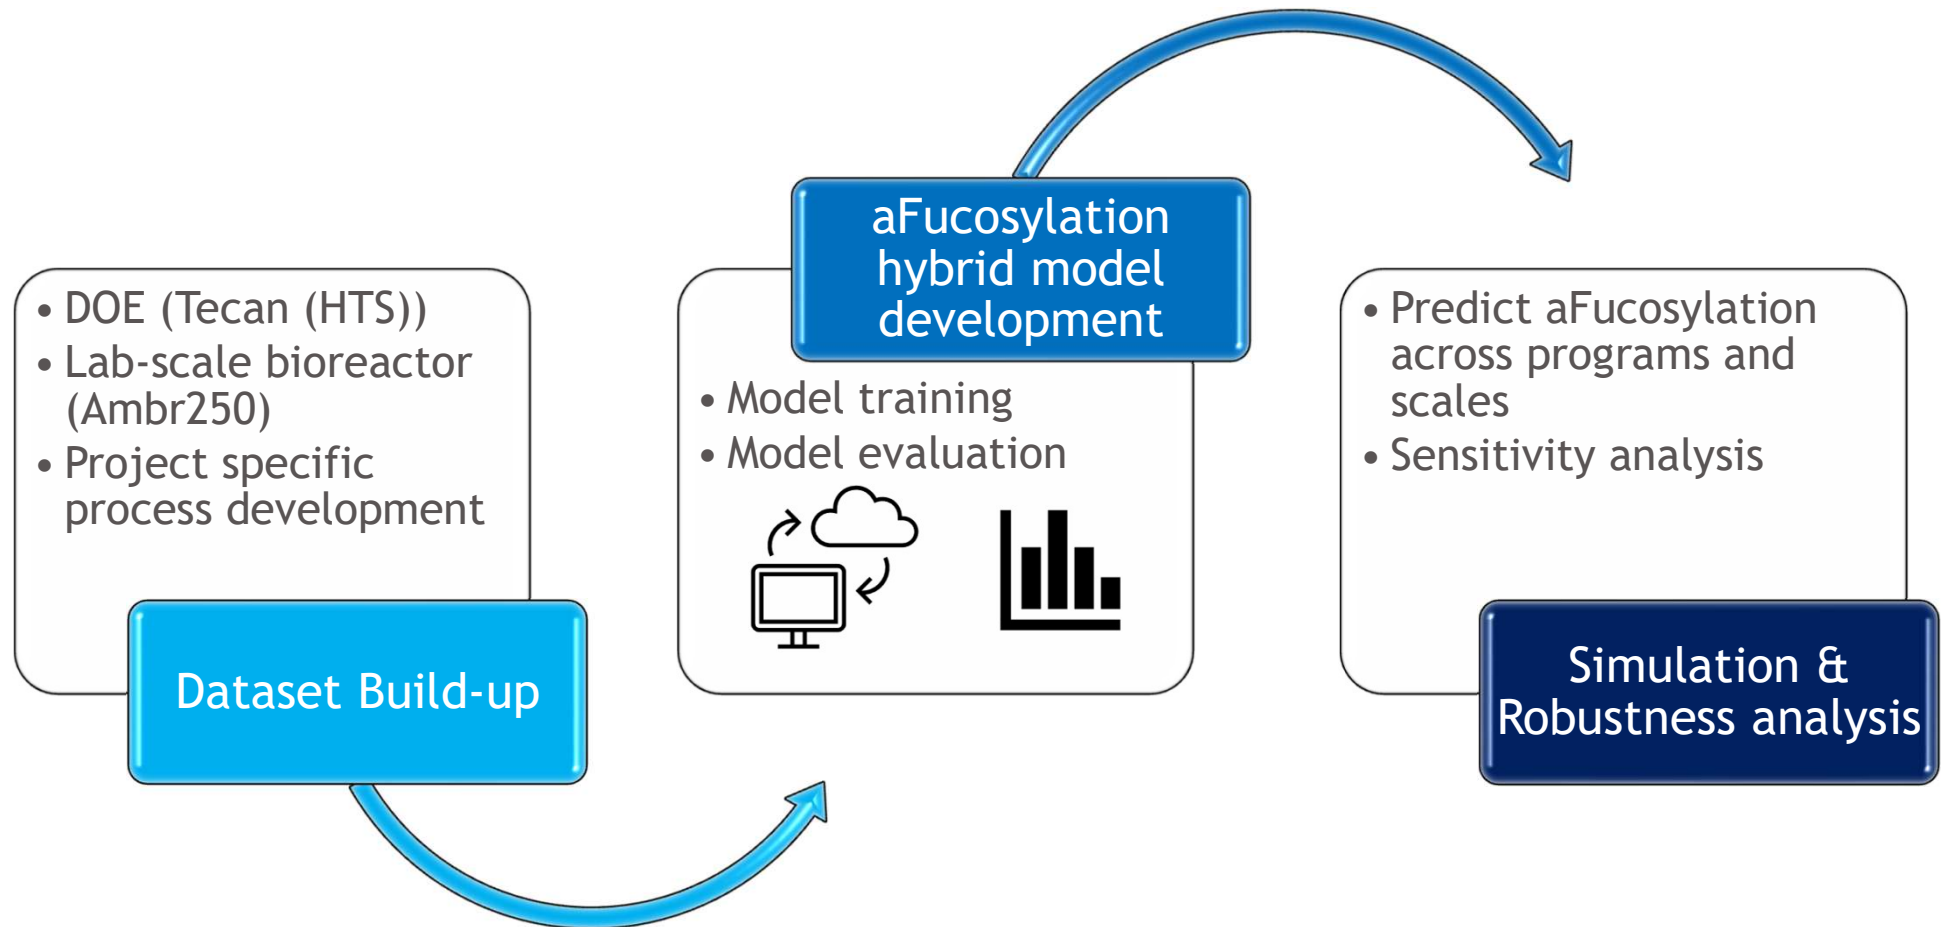 • DOE (Tecan (HTS))
• Lab-scale bioreactor
(Ambr250)
• Project specific
process development
Dataset Build-up
aFucosylation
hybrid model
development
• Model training
• Model evaluation
• Predict aFucosylation
across programs and
scales
• Sensitivity analysis
Simulation &
Robustness analysis